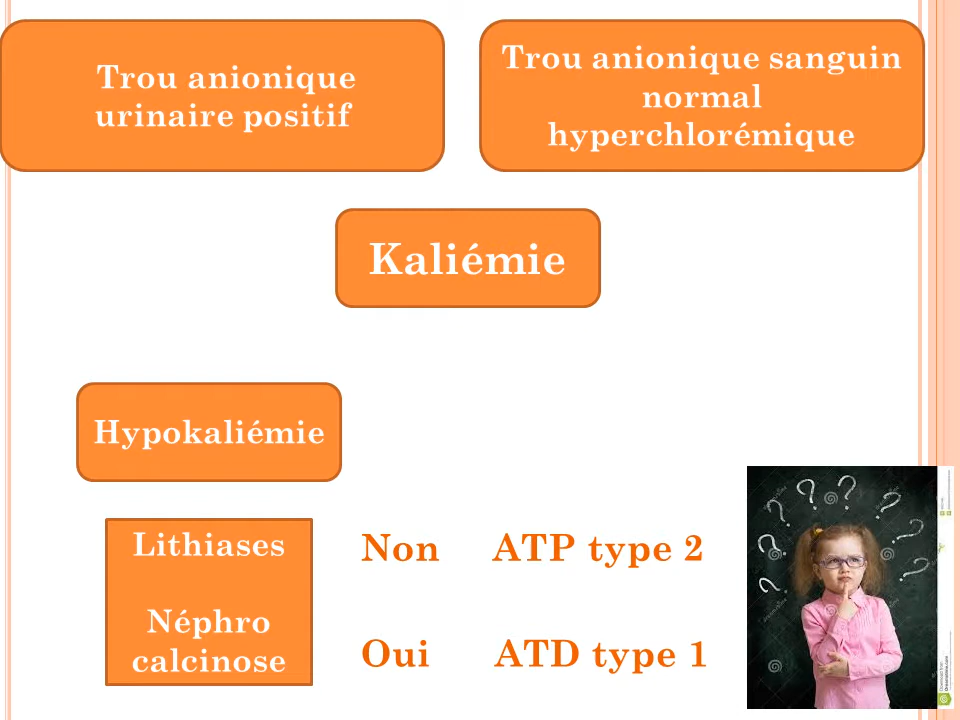 Trou anionique
urinaire positif
Trou anionique sanguin
normal
hyperchlorémique
Kaliémie
Hypokaliémie
Lithiases
Néphro
calcinose
Non ATP type 2
Oui ATD type 1